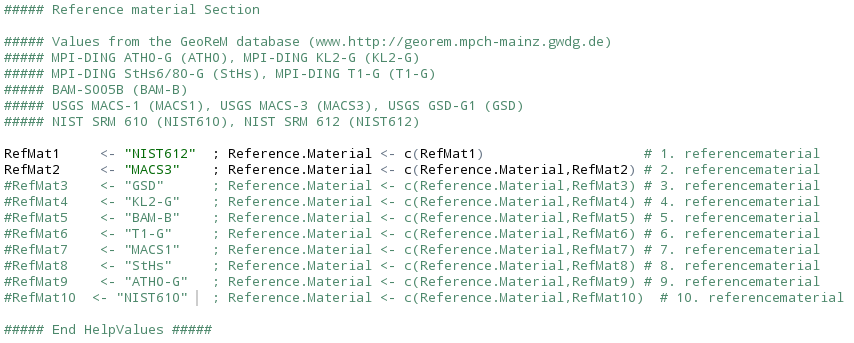 ##### Reference material Section
##### Values from the GeoReM database (www.http://georem.mpch-mainz.gwdg.de)
##### MPI-DING ATHO-G (ATHO), MPI-DING KL2-G (KL2-G)
##### MPI-DING StHs6/80-G (StHs), MPI-DING T1-G (T1-G)
##### BAM-S005B (BAM-B)
##### USGS MACS-1 (MACS1), USGS MACS-3 (MACS3), USGS GSD-G1 (GSD)
##### NIST SRM 610 (NIST610), NIST SRM 612 (NIST612)
RefMat1     <- "NIST612"  ; Reference.Material <- c(RefMat1)                    # 1. referencematerial
RefMat2     <- "MACS3"    ; Reference.Material <- c(Reference.Material,RefMat2) # 2. referencematerial
#RefMat3    <- "GSD"      ; Reference.Material <- c(Reference.Material,RefMat3) # 3. referencematerial
#RefMat4    <- "KL2-G"    ; Reference.Material <- c(Reference.Material,RefMat4) # 4. referencematerial
#RefMat5    <- "BAM-B"    ; Reference.Material <- c(Reference.Material,RefMat5) # 5. referencematerial
#RefMat6    <- "T1-G"     ; Reference.Material <- c(Reference.Material,RefMat6) # 6. referencematerial
#RefMat7    <- "MACS1"    ; Reference.Material <- c(Reference.Material,RefMat7) # 7. referencematerial
#RefMat8    <- "StHs"     ; Reference.Material <- c(Reference.Material,RefMat8) # 8. referencematerial
#RefMat9    <- "ATHO-G"   ; Reference.Material <- c(Reference.Material,RefMat9) # 9. referencematerial
#RefMat10  <- "NIST610"   ; Reference.Material <- c(Reference.Material,RefMat10)  # 10. referencematerial
##### End HelpValues #####